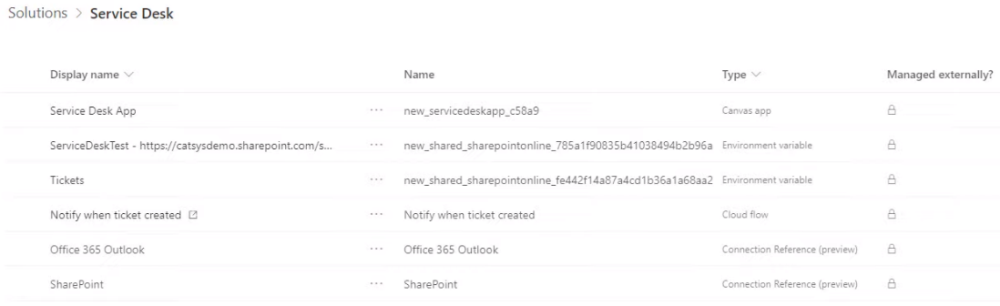 Solutions > Service Desk
Display name Name Type Managed externally?
Service Desk App ··· new_servicedeskapp_c58a9 Canvas app
ServiceDeskTest - https://catsysdemo.sharepoint.com/s... ··· new_shared_sharepointonline_785a1f90835b41038494b2b96a Environment variable
Tickets ··· new_shared_sharepointonline_fe442f14a87a4cd1b36a1a68aa2 Environment variable
Notify when ticket created ··· Notify when ticket created Cloud flow
Office 365 Outlook ··· Office 365 Outlook Connection Reference (preview)
SharePoint ··· SharePoint Connection Reference (preview)